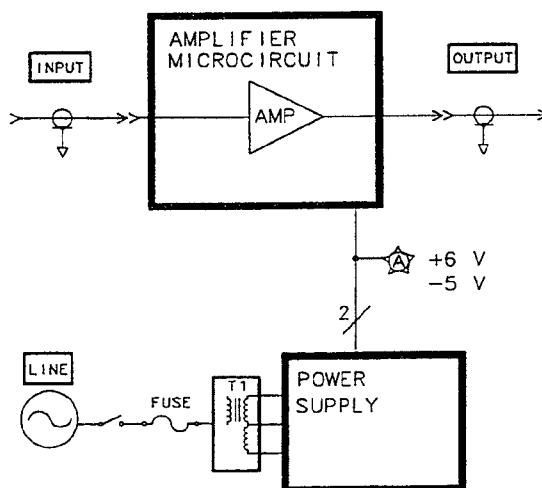 AMPLIFIER
MICROCIRCUIT
INPUT
OUTPUT
AMP
A
+6 V
-5 V
2
LINE
FUSE
T1
POWER
SUPPLY